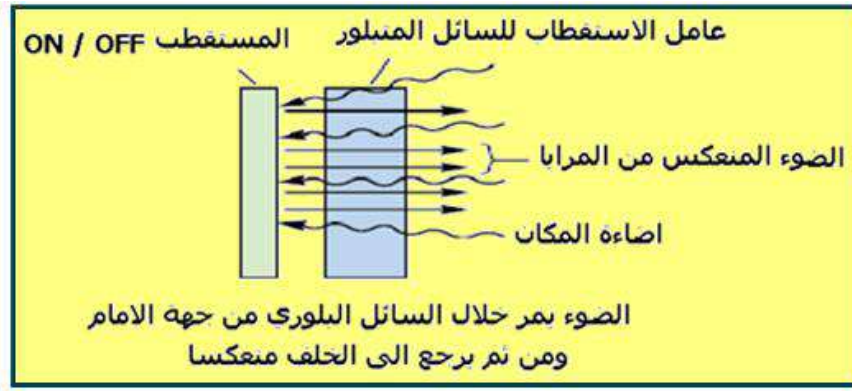 عامل الاستقطاب للسائل المتبلور
المستقطب ON / OFF
الضوء المنعكس من المرايا
اضاءة المكان
الضوء يمر خلال السائل البلوري من جهة الامام
ومن ثم يرجع الى الخلف منعكسا